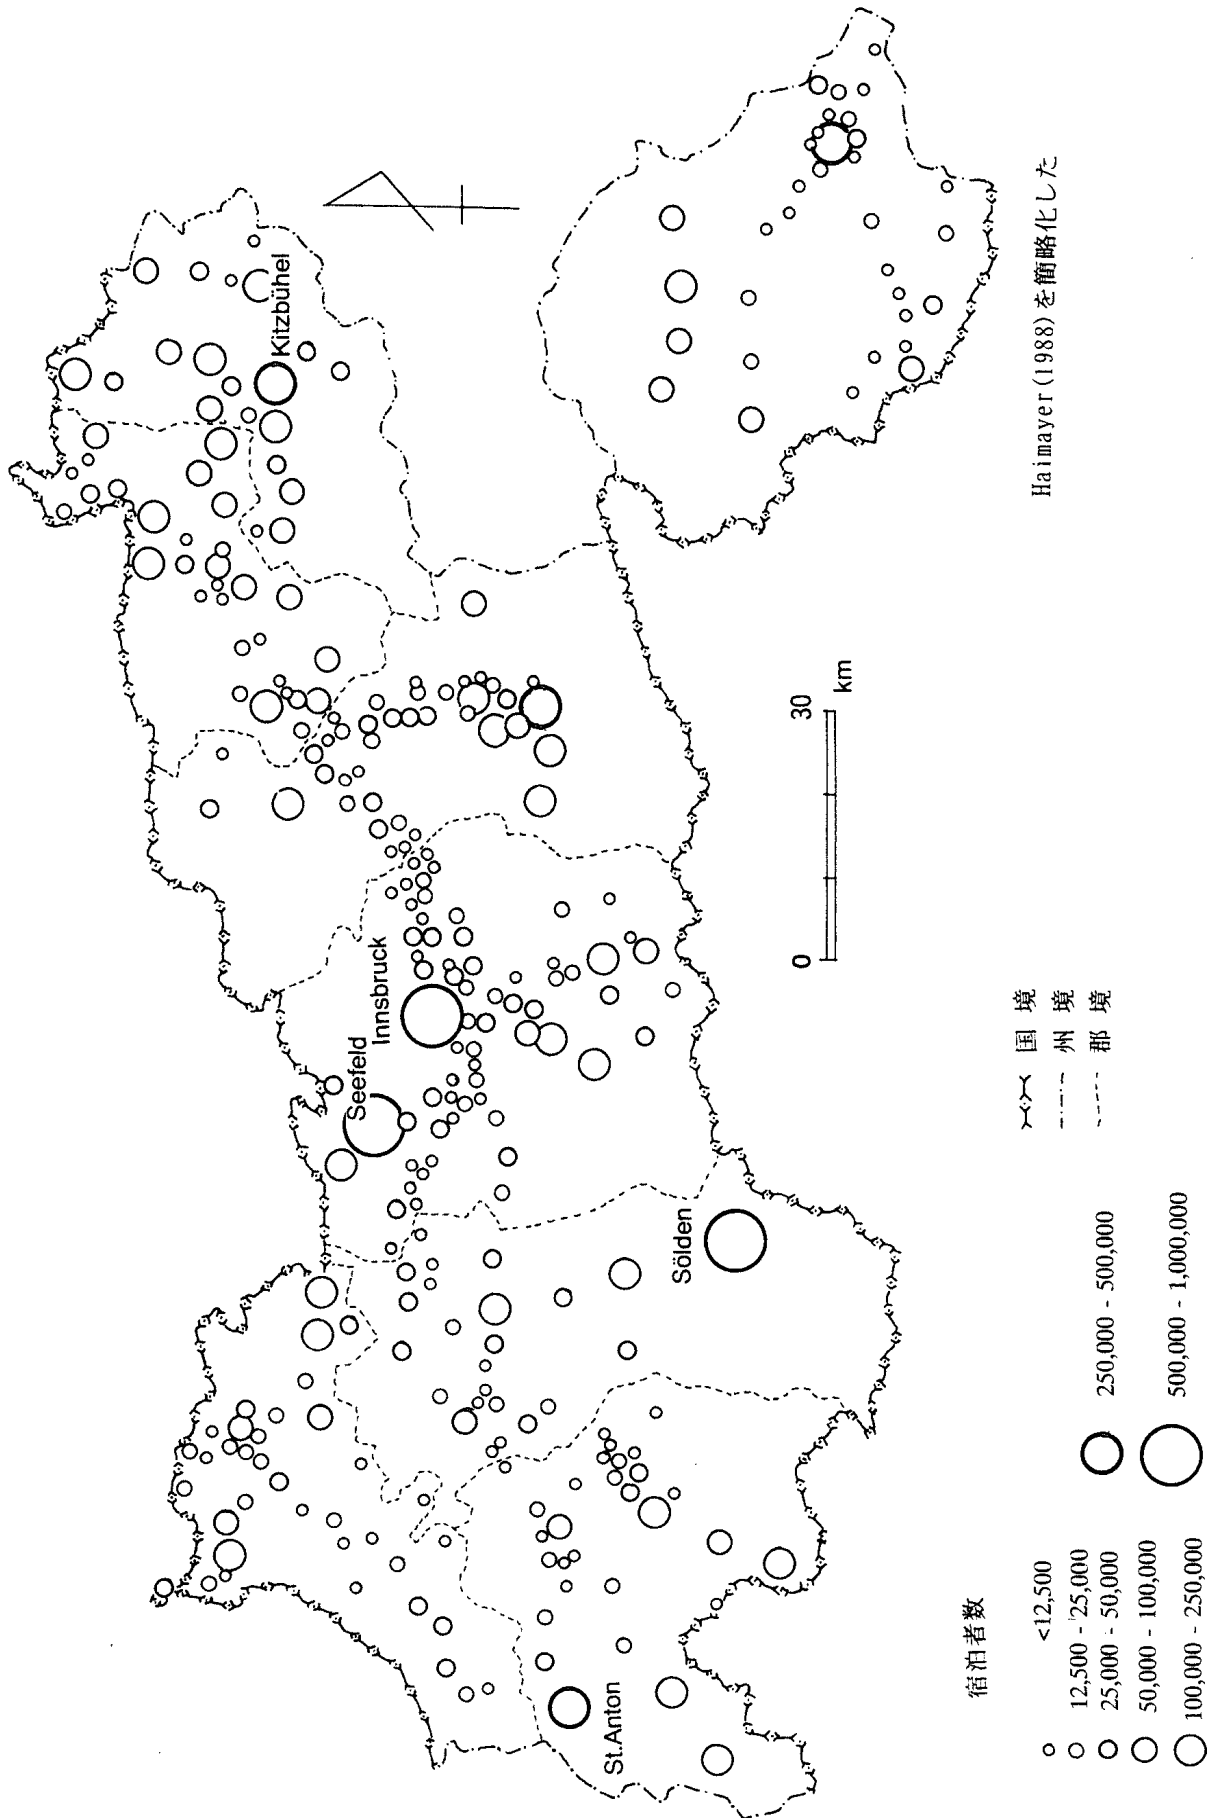 Kitzbühel
Innsbruck
Seefeld
Sölden
St.Anton
0 30
km
宿泊者数
<12,500
12,500 - 25,000
25,000 - 50,000
50,000 - 100,000
100,000 - 250,000
250,000 - 500,000
500,000 - 1,000,000
国境
州境
郡境
Haimayer(1988)を簡略化した